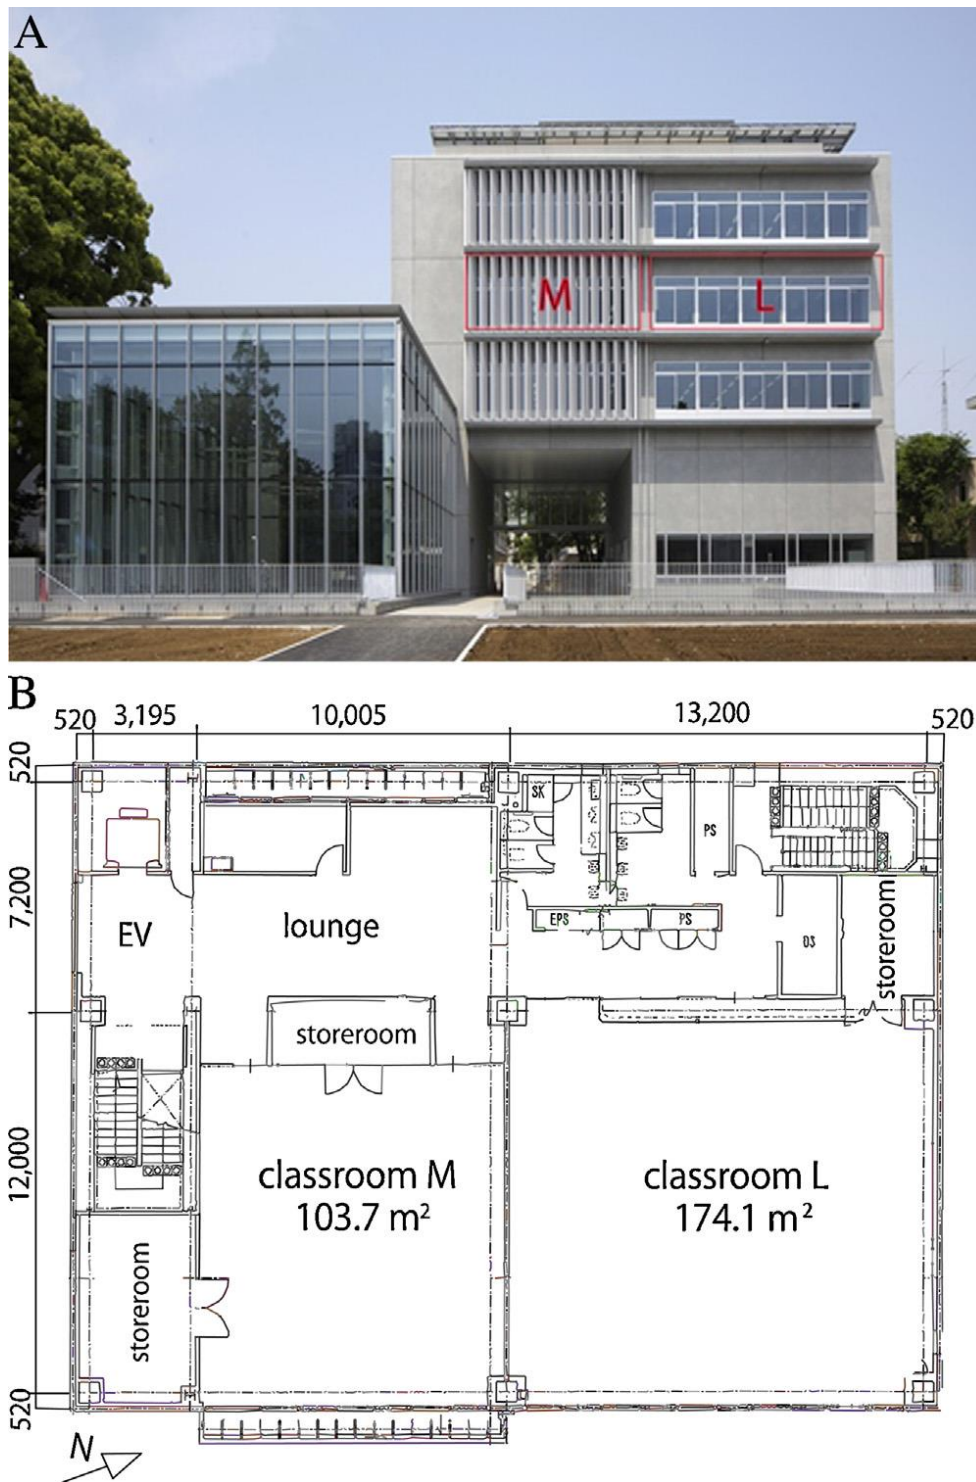 A
M
L
B
520 3,195 10,005 13,200 520
520
7,200
12,000
520
SK
PS
EV
lounge
EPS
PS
storeroom
storeroom
classroom M
103.7 m²
classroom L
174.1 m²
storeroom
N